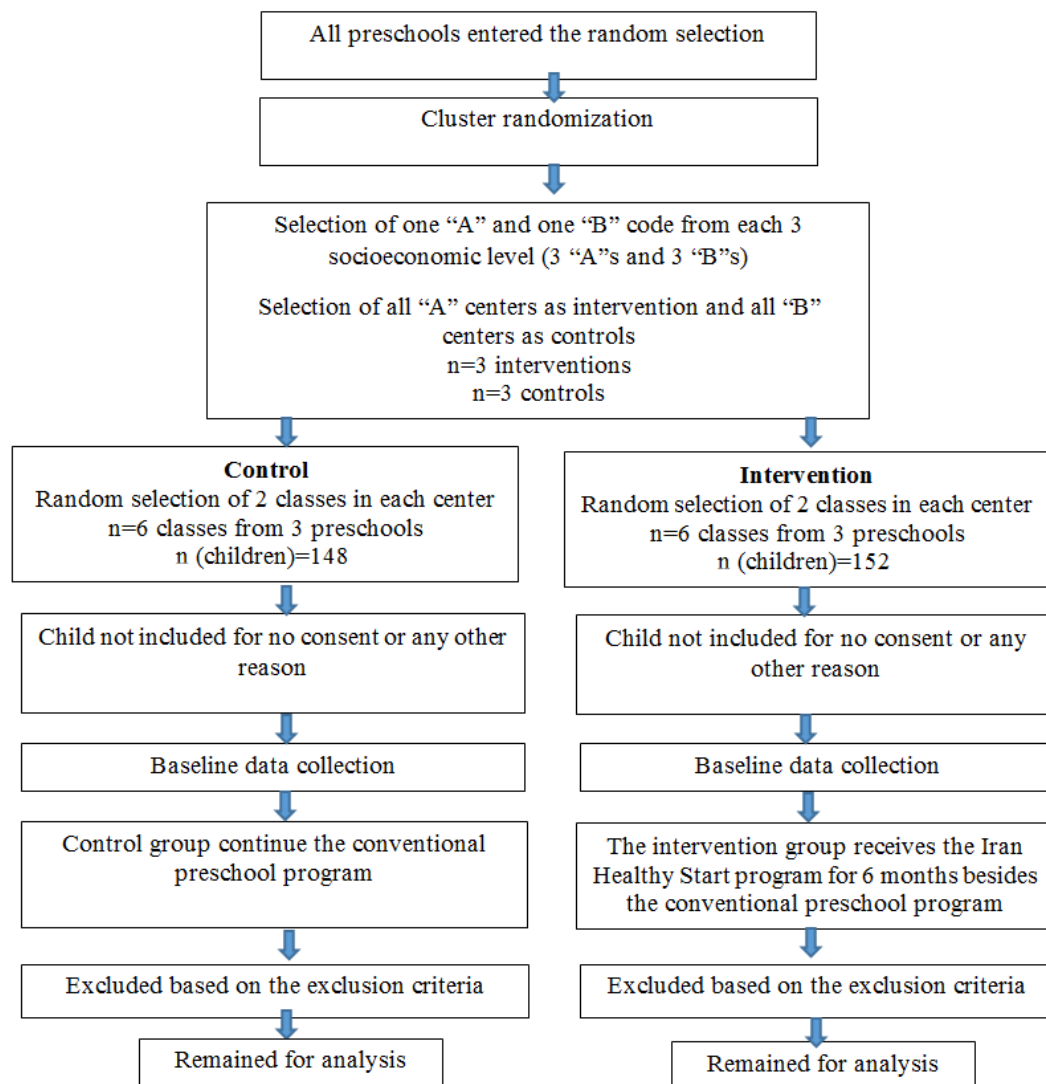 All preschools entered the random selection
Cluster randomization
Selection of one “A” and one “B” code from each 3
socioeconomic level (3 “A”s and 3 “B”s)
Selection of all “A” centers as intervention and all “B”
centers as controls
n=3 interventions
n=3 controls
Control
Random selection of 2 classes in each center
n=6 classes from 3 preschools
n (children)=148
Child not included for no consent or any other
reason
Baseline data collection
Control group continue the conventional
preschool program
Excluded based on the exclusion criteria
Remained for analysis
Intervention
Random selection of 2 classes in each center
n=6 classes from 3 preschools
n (children)=152
Child not included for no consent or any
other reason
Baseline data collection
The intervention group receives the Iran
Healthy Start program for 6 months besides
the conventional preschool program
Excluded based on the exclusion criteria
Remained for analysis